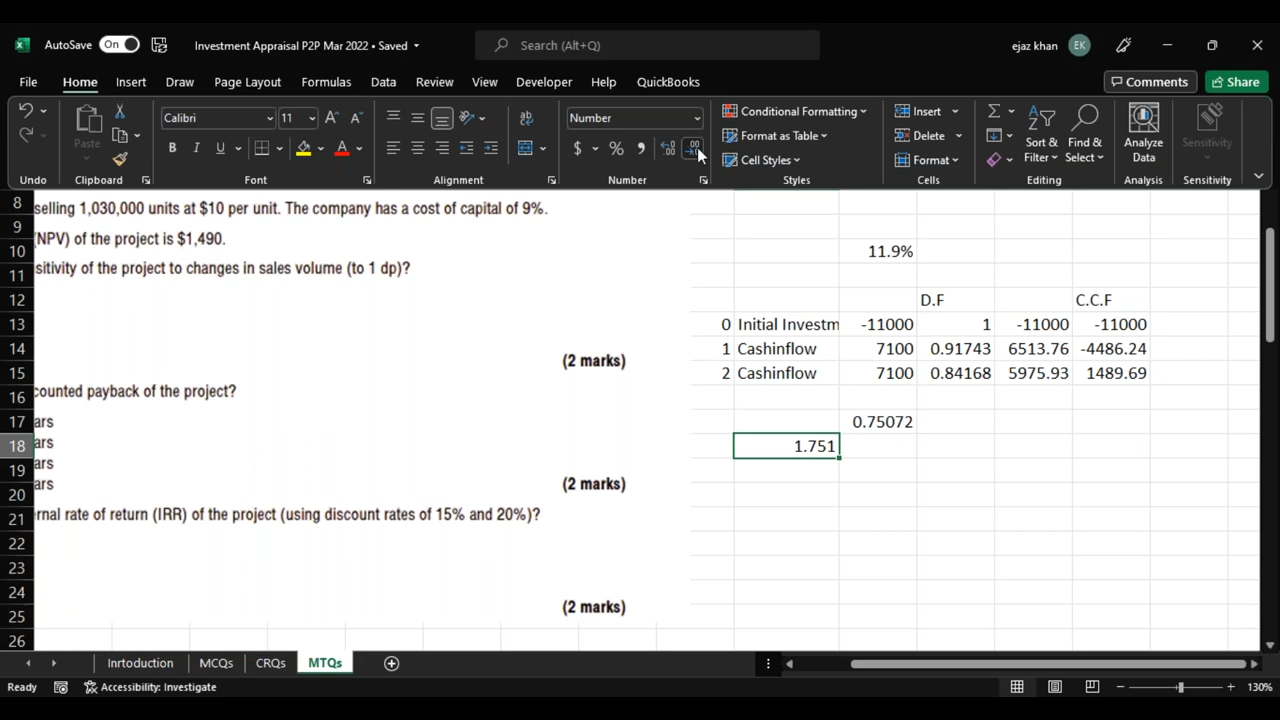 AutoSave On Investment Appraisal P2P Mar 2022 • Saved Search (Alt+Q) ejaz khan EK
File Home Insert Draw Page Layout Formulas Data Review View Developer Help QuickBooks Comments Share
Paste Calibri 11 Number Conditional Formatting Insert
Format as Table Delete Sort & Filter Find & Select Analyze Data Sensitivity
$ % Cell Styles Format
Undo Clipboard Font Alignment Number Styles Cells Editing Analysis Sensitivity
8 selling 1,030,000 units at $10 per unit. The company has a cost of capital of 9%.
9
10 (NPV) of the project is $1,490. 11.9%
11 sitivity of the project to changes in sales volume (to 1 dp)?
12 D.F C.C.F
13 0 Initial Investm -11000 1 -11000 -11000
14 1 Cashinflow 7100 0.91743 6513.76 -4486.24
(2 marks)
15 2 Cashinflow 7100 0.84168 5975.93 1489.69
16 counted payback of the project?
17 ars 0.75072
18 ars 1.751
19 ars
20 ars (2 marks)
21 ernal rate of return (IRR) of the project (using discount rates of 15% and 20%)?
22
23
24
25 (2 marks)
26
Inrtoduction MCQs CRQs MTQs
Ready Accessibility: Investigate 130%